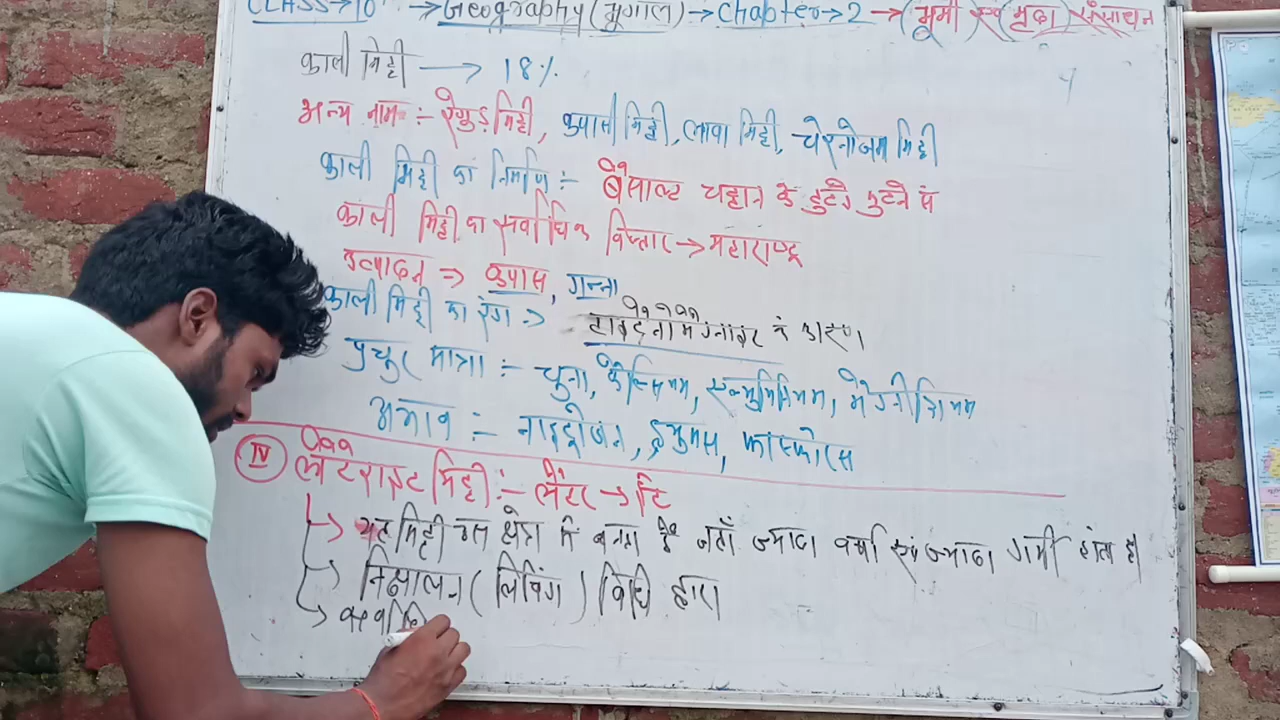 CLASS→10 →Geography(भूगोल)→Chapter→2→(भूमी एवं मृदा संसाधन
काली मिट्टी → 18%.
अन्य नाम :- रेगुड़ मिट्टी, कपासी मिट्टी, लावा मिट्टी, चेरनोजम मिट्टी
काली मिट्टी का निर्माण:- बैसाल्ट चट्टान के टुटने फुटने से
काली मिट्टी का सर्वाधिक विस्तार→महाराष्ट्र
उत्पादन ⇒ कपास, गन्ना
काली मिट्टी का रंग ⇒ टाइटेनोमैग्नाइट के कारण
प्रचुर मात्रा :- चुना, कैल्सियम, एल्युमिनियम, मैग्नीशियम
अभाव :- नाइट्रोजन, ह्युमस, फास्फोरस
IV लैटेराइट मिट्टी:- लैटर→ईंट
→ यह मिट्टी उस क्षेत्र में बनता है जहाँ ज्यादा वर्षा एवं ज्यादा गर्मी होता है।
→ निक्षालन (लिचिंग) विधि द्वारा